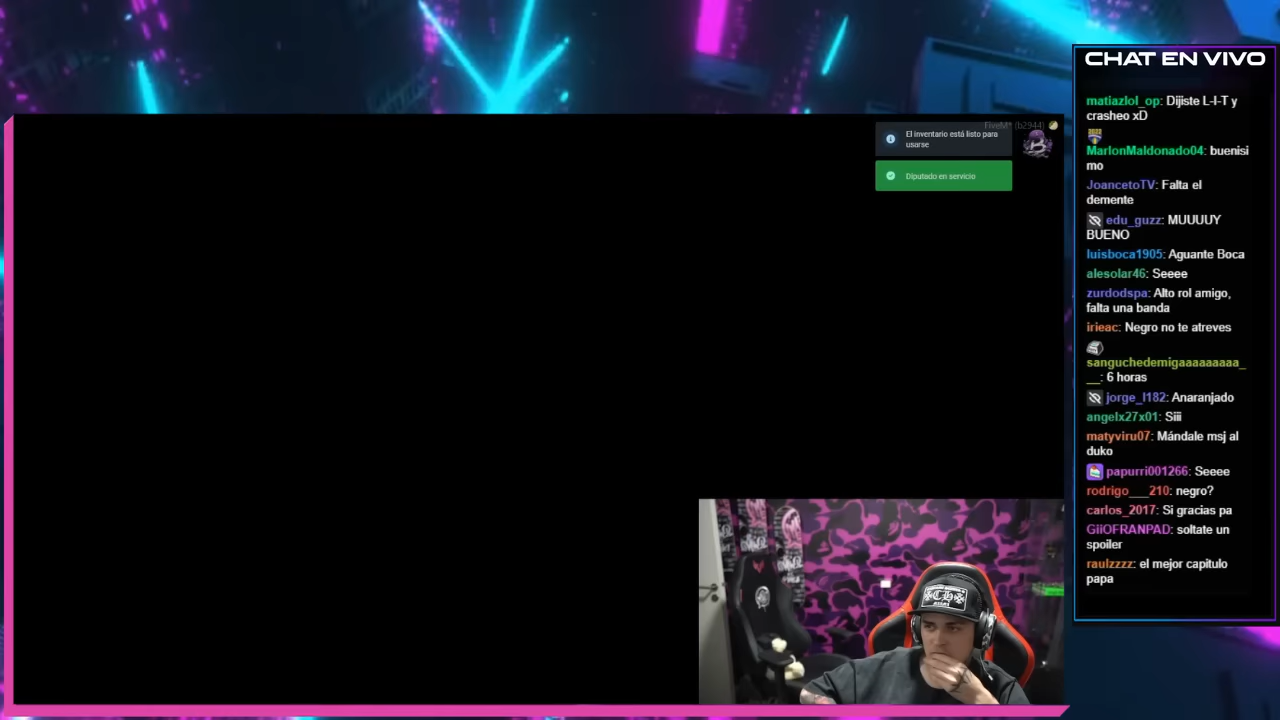 CHAT EN VIVO
matiazlol_op: Dijiste L-I-T y
crasheo xD
MarlonMaldonado04: buenisi
mo
JoancetoTV: Falta el
demente
edu_guzz: MUUUUY
BUENO
luisboca1905: Aguante Boca
alesolar46: Seeee
zurdodspa: Alto rol amigo,
falta una banda
irieac: Negro no te atreves
sanguchedemigaaaaaaaaa_
__: 6 horas
jorge_l182: Anaranjado
angelx27x01: Siii
matyviru07: Mándale msj al
duko
papurri001266: Seeee
rodrigo___210: negro?
carlos_2017: Si gracias pa
GiiOFRANPAD: soltate un
spoiler
raulzzzz: el mejor capitulo
papa
FiveM* (b2944)
El inventario está listo para
usarse
Diputado en servicio
CH